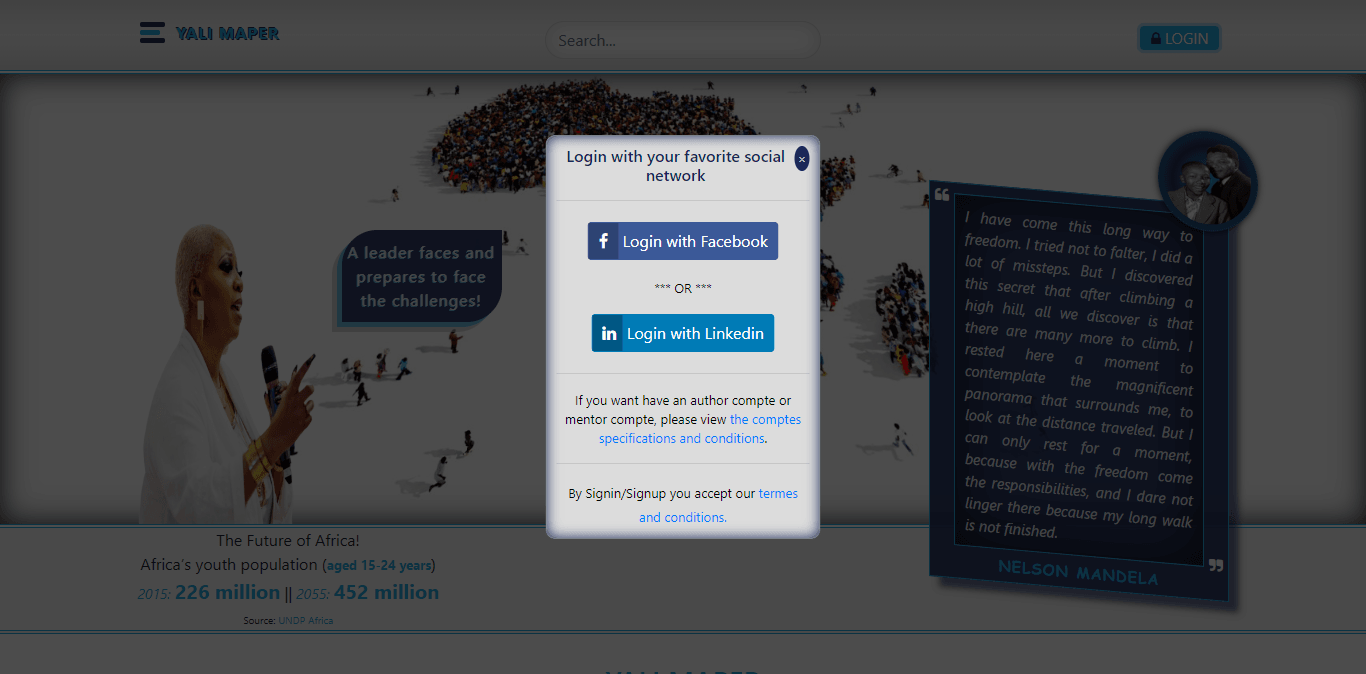 YALI MAPER
Search...
LOGIN
Login with your favorite social
network
×
Login with Facebook
*** OR ***
Login with Linkedin
If you want have an author compte or
mentor compte, please view the comptes
specifications and conditions.
By Signin/Signup you accept our termes
and conditions.
A leader faces and
prepares to face
the challenges!
I have come this long way to
freedom. I tried not to falter, I did a
lot of missteps. But I discovered
this secret that after climbing a
high hill, all we discover is that
there are many more to climb. I
rested here a moment to
contemplate the magnificent
panorama that surrounds me, to
look at the distance traveled. But I
can only rest for a moment,
because with the freedom come
the responsibilities, and I dare not
linger there because my long walk
is not finished.
NELSON MANDELA
The Future of Africa!
Africa's youth population (aged 15-24 years)
2015: 226 million || 2055: 452 million
Source: UNDP Africa
YALI MAPER